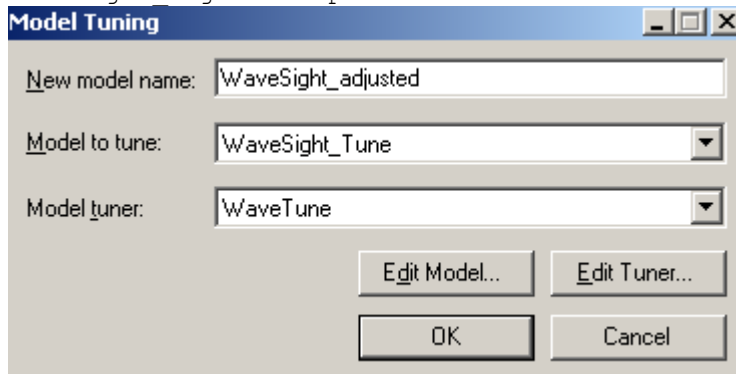 Model Tuning
New model name: WaveSight_adjusted
Model to tune: WaveSight_Tune
Model tuner: WaveTune
Edit Model... Edit Tuner...
OK Cancel